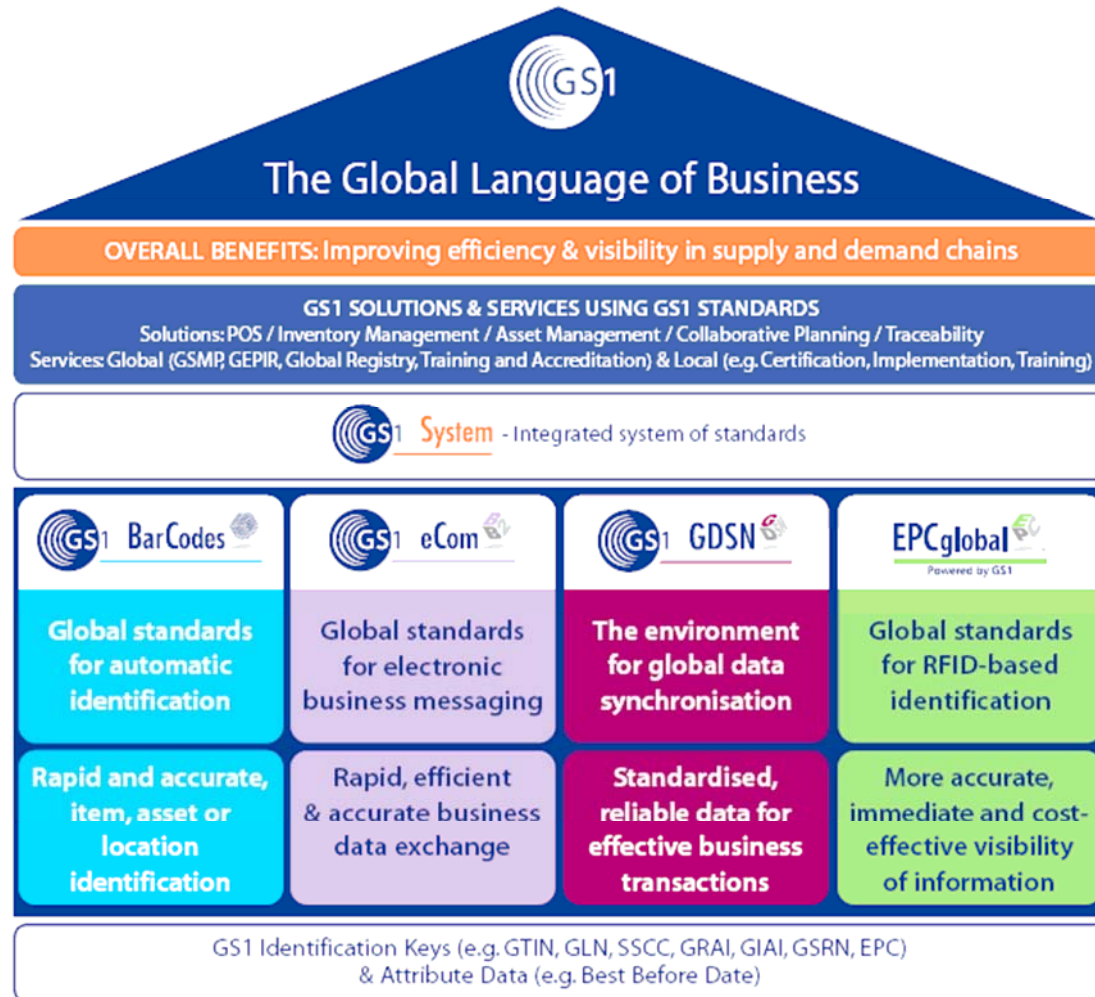 GS1
The Global Language of Business
OVERALL BENEFITS: Improving efficiency & visibility in supply and demand chains
GS1 SOLUTIONS & SERVICES USING GS1 STANDARDS
Solutions: POS / Inventory Management / Asset Management / Collaborative Planning / Traceability
Services: Global (GSMP, GEPIR, Global Registry, Training and Accreditation) & Local (e.g. Certification, Implementation, Training)
GS1 System - Integrated system of standards
GS1 BarCodes
Global standards
for automatic
identification
Rapid and accurate,
item, asset or
location
identification
GS1 eCom
Global standards
for electronic
business messaging
Rapid, efficient
& accurate business
data exchange
GS1 GDSN
The environment
for global data
synchronisation
Standardised,
reliable data for
effective business
transactions
EPCglobal
Powered by GS1
Global standards
for RFID-based
identification
More accurate,
immediate and cost-
effective visibility
of information
GS1 Identification Keys (e.g. GTIN, GLN, SSCC, GRAI, GIAI, GSRN, EPC)
& Attribute Data (e.g. Best Before Date)